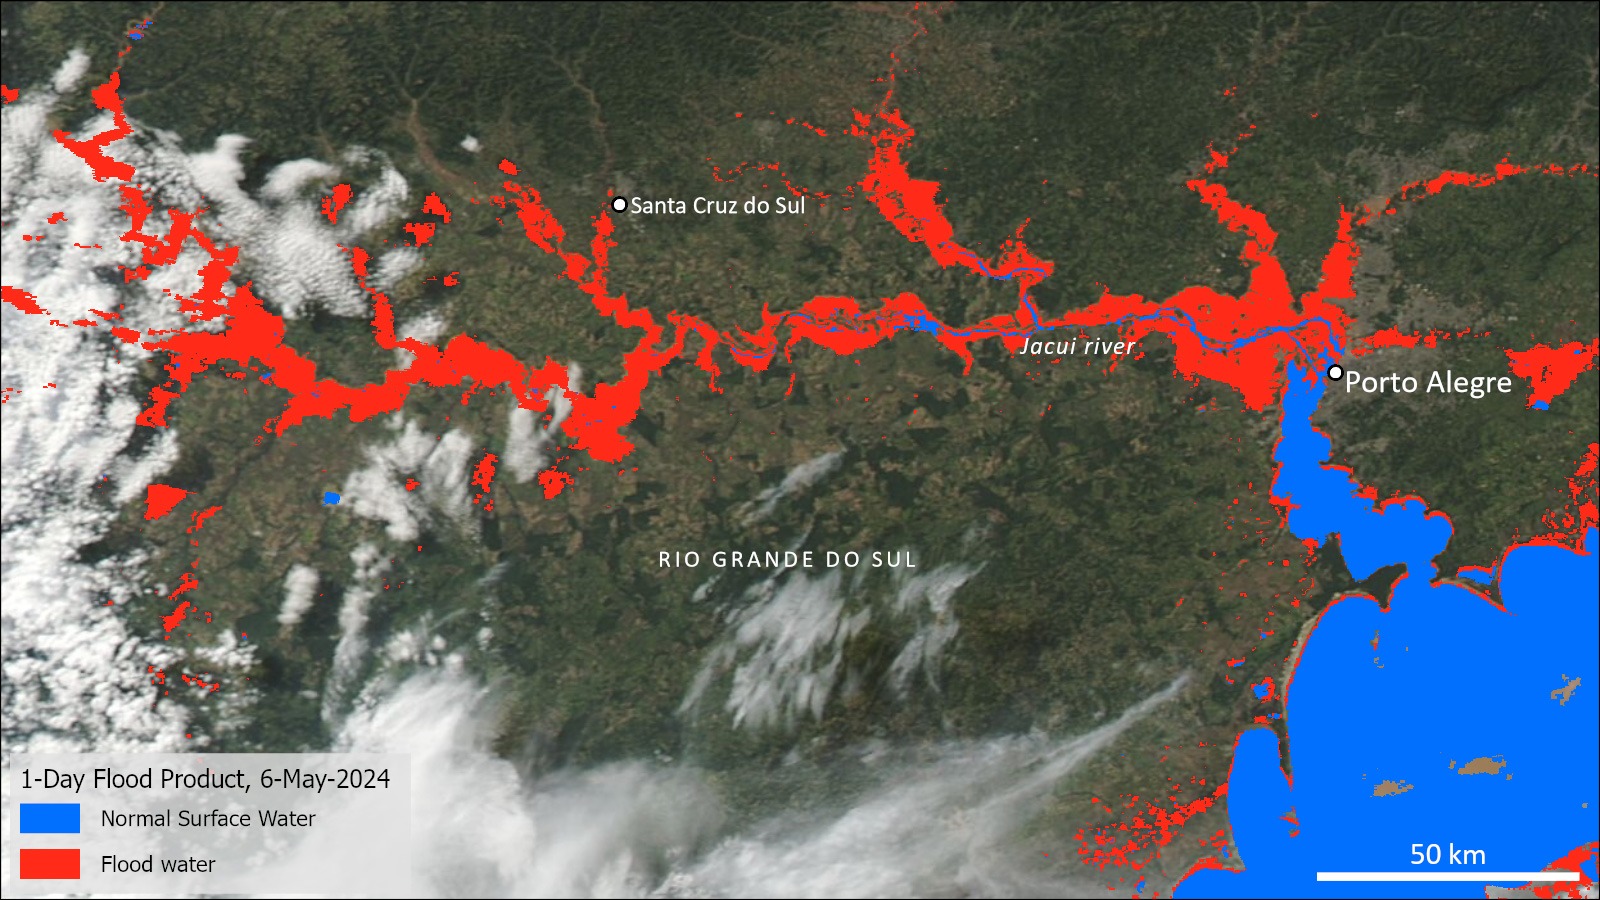 Santa Cruz do Sul
Jacui river
Porto Alegre
RIO GRANDE DO SUL
1-Day Flood Product, 6-May-2024
Normal Surface Water
Flood water
50 km